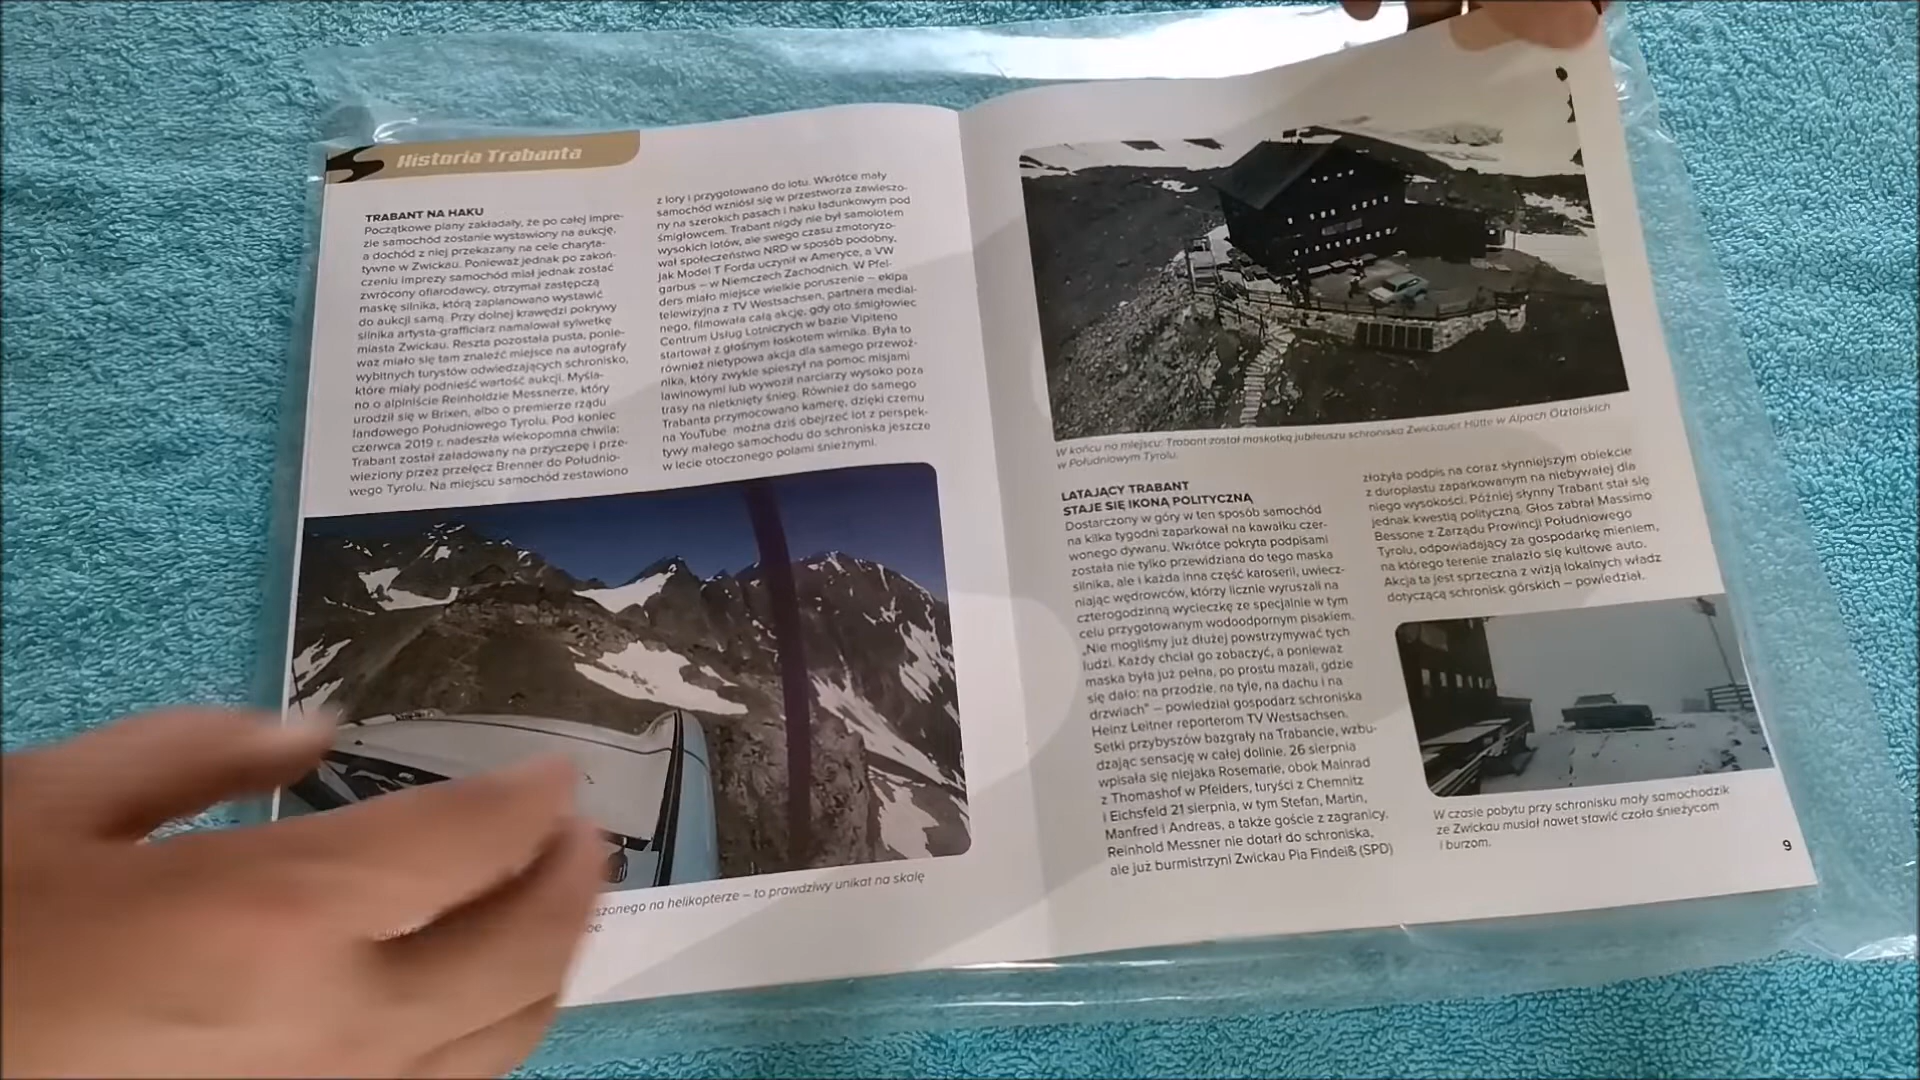 Historia Trabanta
TRABANT NA HAKU
Początkowe plany zakładały, że po całej impre-
zie samochód zostanie wystawiony na aukcję,
a dochód z niej przekazany na cele charyta-
tywne w Zwickau. Ponieważ jednak po zakoń-
czeniu imprezy samochód miał jednak zostać
zwrócony ofiarodawcy, otrzymał zastępczą
maskę silnika, którą zaplanowano wystawić
do aukcji samą. Przy dolnej krawędzi pokrywy
silnika artysta-grafficiarz namalował sylwetkę
miasta Zwickau. Reszta pozostała pusta, ponie-
waż miało się tam znaleźć miejsce na autografy
wybitnych turystów odwiedzających schronisko,
które miały podnieść wartość aukcji. Myśla-
no o alpiniście Reinholdzie Messnerze, który
urodził się w Brixen, albo o premierze rządu
landowego Południowego Tyrolu. Pod koniec
czerwca 2019 r. nadeszła wiekopomna chwila:
Trabant został załadowany na przyczepę i prze-
wieziony przez przełęcz Brenner do Południo-
wego Tyrolu. Na miejscu samochód zestawiono
z lory i przygotowano do lotu. Wkrótce mały
samochód wzniósł się w przestworza zawieszo-
ny na szerokich pasach i haku ładunkowym pod
śmigłowcem. Trabant nigdy nie był samolotem
wysokich lotów, ale swego czasu zmotoryzo-
wał społeczeństwo NRD w sposób podobny,
jak Model T Forda uczynił w Ameryce, a VW
garbus – w Niemczech Zachodnich. W Pfel-
ders miało miejsce wielkie poruszenie – ekipa
telewizyjna z TV Westsachsen, partnera medial-
nego, filmowała całą akcję, gdy oto śmigłowiec
Centrum Usług Lotniczych w bazie Vipiteno
startował z głośnym łoskotem wirnika. Była to
również nietypowa akcja dla samego przewoź-
nika, który zwykle spieszył na pomoc misjami
lawinowymi lub wywoził narciarzy wysoko poza
trasy na nietknięty śnieg. Również do samego
Trabanta przymocowano kamerę, dzięki czemu
na YouTube można dziś obejrzeć lot z perspek-
tywy małego samochodu do schroniska jeszcze
w lecie otoczonego polami śnieżnymi.
szonego na helikopterze – to prawdziwy unikat na skalę
W końcu na miejscu: Trabant został maskotką jubileuszu schroniska Zwickauer Hütte w Alpach Ötztalskich
w Południowym Tyrolu.
LATAJĄCY TRABANT
STAJE SIĘ IKONĄ POLITYCZNĄ
Dostarczony w góry w ten sposób samochód
na kilka tygodni zaparkował na kawałku czer-
wonego dywanu. Wkrótce pokryta podpisami
została nie tylko przewidziana do tego maska
silnika, ale i każda inna część karoserii, uwiecz-
niając wędrowców, którzy licznie wyruszali na
czterogodzinną wycieczkę ze specjalnie w tym
celu przygotowanym wodoodpornym pisakiem.
„Nie mogliśmy już dłużej powstrzymywać tych
ludzi. Każdy chciał go zobaczyć, a ponieważ
maska była już pełna, po prostu mazali, gdzie
się dało: na przodzie, na tyle, na dachu i na
drzwiach” – powiedział gospodarz schroniska
Heinz Leitner reporterom TV Westsachsen.
Setki przybyszów bazgrały na Trabancie, wzbu-
dzając sensację w całej dolinie. 26 sierpnia
wpisała się niejaka Rosemarie, obok Mainrad
z Thomashof w Pfelders, turyści z Chemnitz
i Eichsfeld 21 sierpnia, w tym Stefan, Martin,
Manfred i Andreas, a także goście z zagranicy.
Reinhold Messner nie dotarł do schroniska,
ale już burmistrzyni Zwickau Pia Findeiß (SPD)
złożyła podpis na coraz słynniejszym obiekcie
z duroplastu zaparkowanym na niebywałej dla
niego wysokości. Później słynny Trabant stał się
jednak kwestią polityczną. Głos zabrał Massimo
Bessone z Zarządu Prowincji Południowego
Tyrolu, odpowiadający za gospodarkę mieniem,
na którego terenie znalazło się kultowe auto.
Akcja ta jest sprzeczna z wizją lokalnych władz
dotyczącą schronisk górskich – powiedział.
W czasie pobytu przy schronisku mały samochodzik
ze Zwickau musiał nawet stawić czoła śnieżycom
i burzom.
9